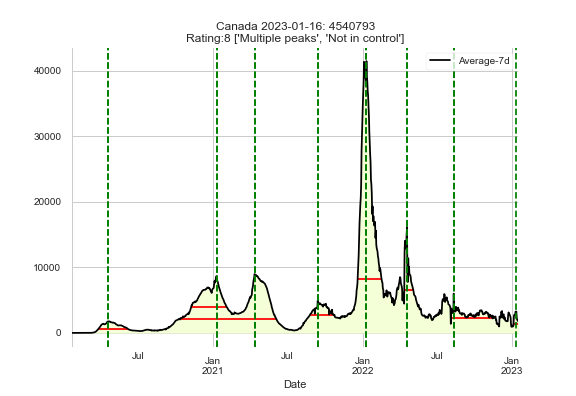 Canada 2023-01-16: 4540793
Rating:8 ['Multiple peaks', 'Not in control']
Average-7d
40000
30000
20000
10000
0
Jul
Jan
2021
Jul
Jan
2022
Jul
Jan
2023
Date